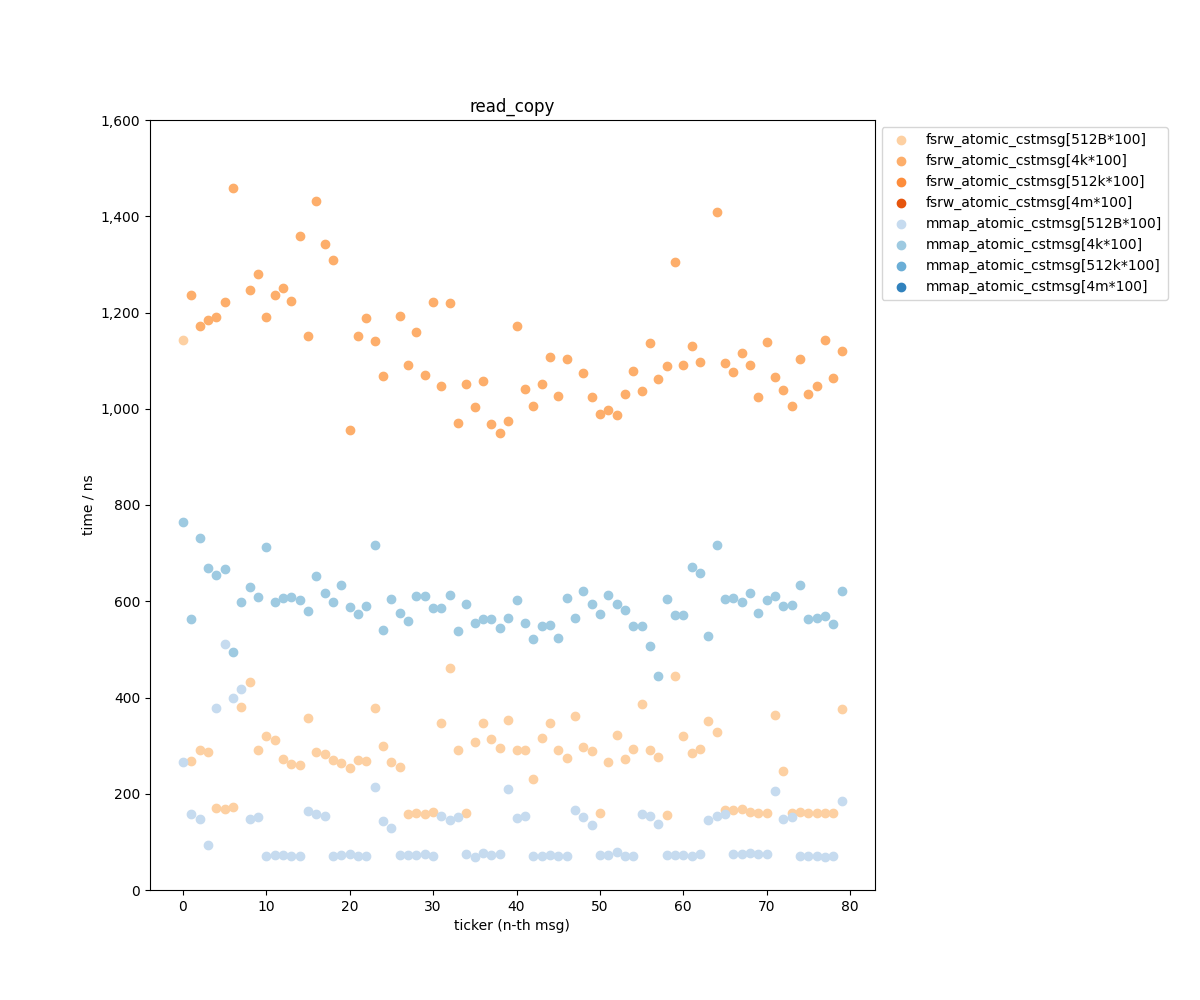 read_copy
1,600
1,400
1,200
1,000
800
600
400
200
0
time / ns
0 10 20 30 40 50 60 70 80
ticker (n-th msg)
fsrw_atomic_cstmsg[512B*100]
fsrw_atomic_cstmsg[4k*100]
fsrw_atomic_cstmsg[512k*100]
fsrw_atomic_cstmsg[4m*100]
mmap_atomic_cstmsg[512B*100]
mmap_atomic_cstmsg[4k*100]
mmap_atomic_cstmsg[512k*100]
mmap_atomic_cstmsg[4m*100]